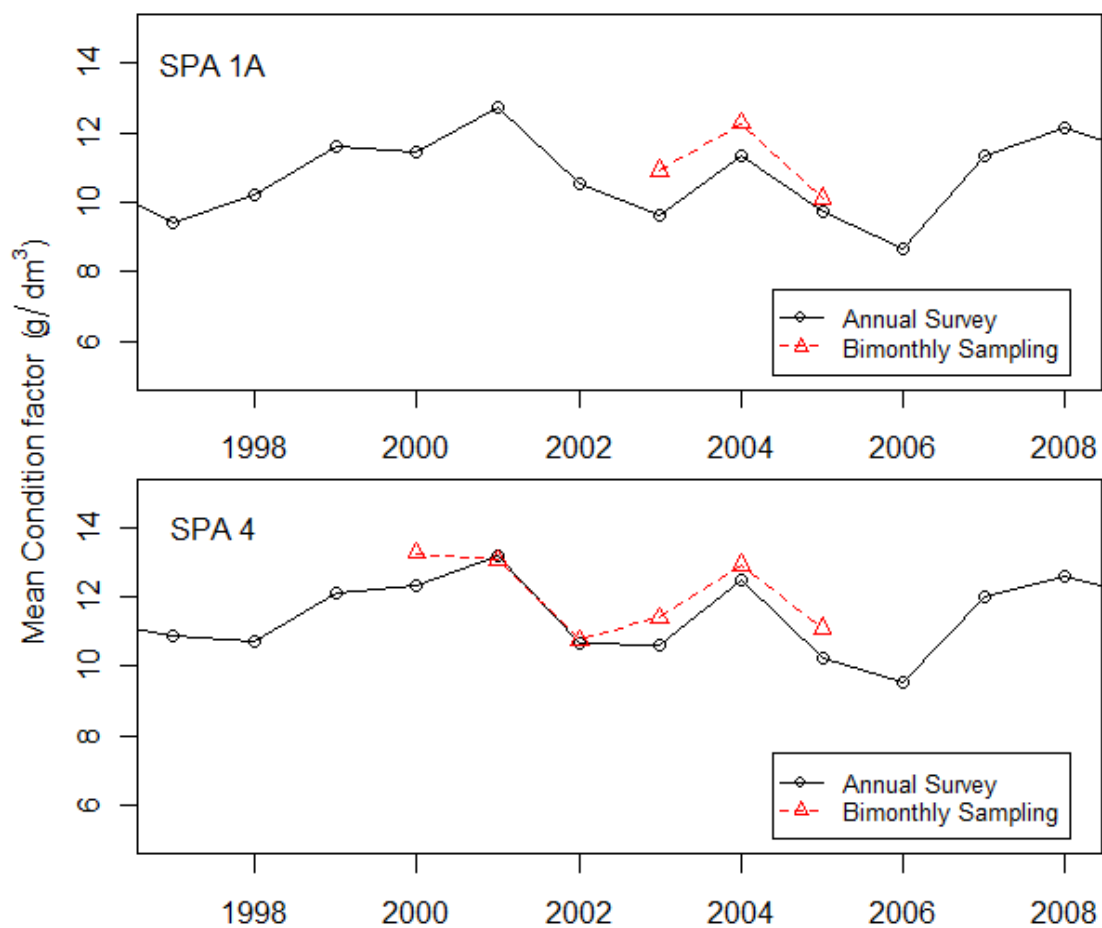 Mean Condition factor (g/ dm³)
SPA 1A
14
12
10
8
6
Annual Survey
Bimonthly Sampling
1998 2000 2002 2004 2006 2008
SPA 4
14
12
10
8
6
Annual Survey
Bimonthly Sampling
1998 2000 2002 2004 2006 2008